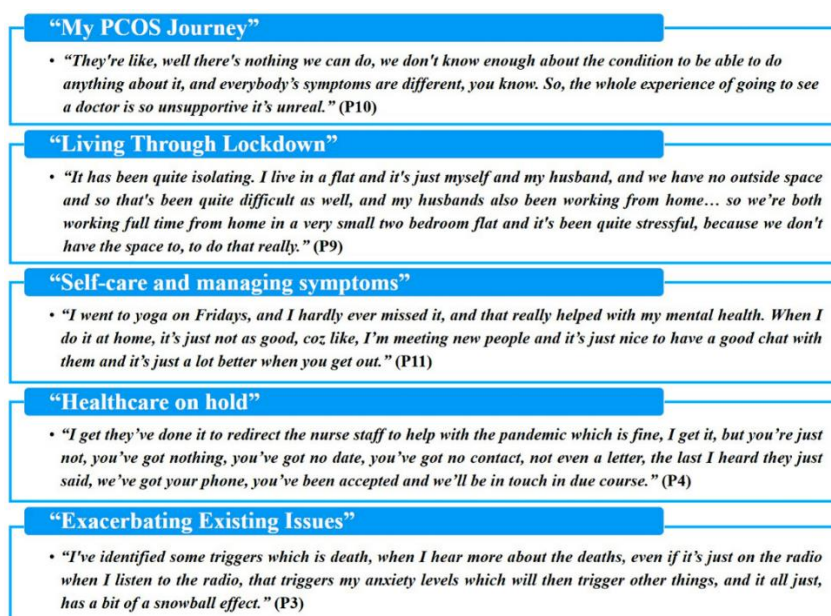 “My PCOS Journey”
• “They're like, well there's nothing we can do, we don't know enough about the condition to be able to do
anything about it, and everybody’s symptoms are different, you know. So, the whole experience of going to see
a doctor is so unsupportive it’s unreal.” (P10)
“Living Through Lockdown”
• “It has been quite isolating. I live in a flat and it's just myself and my husband, and we have no outside space
and so that's been quite difficult as well, and my husbands also been working from home… so we’re both
working full time from home in a very small two bedroom flat and it's been quite stressful, because we don't
have the space to, to do that really.” (P9)
“Self-care and managing symptoms”
• “I went to yoga on Fridays, and I hardly ever missed it, and that really helped with my mental health. When I
do it at home, it’s just not as good, coz like, I’m meeting new people and it’s just nice to have a good chat with
them and it’s just a lot better when you get out.” (P11)
“Healthcare on hold”
• “I get they’ve done it to redirect the nurse staff to help with the pandemic which is fine, I get it, but you’re just
not, you’ve got nothing, you’ve got no date, you’ve got no contact, not even a letter, the last I heard they just
said, we’ve got your phone, you’ve been accepted and we’ll be in touch in due course.” (P4)
“Exacerbating Existing Issues”
• “I've identified some triggers which is death, when I hear more about the deaths, even if it’s just on the radio
when I listen to the radio, that triggers my anxiety levels which will then trigger other things, and it all just,
has a bit of a snowball effect.” (P3)